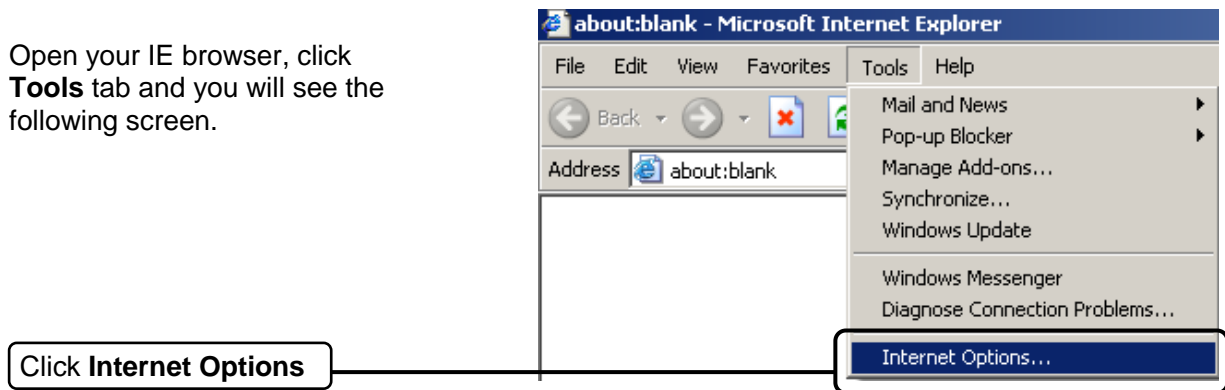 Open your IE browser, click
Tools tab and you will see the
following screen.
Click Internet Options
about:blank - Microsoft Internet Explorer
File Edit View Favorites Tools Help
Back
Address about:blank
Mail and News
Pop-up Blocker
Manage Add-ons...
Synchronize...
Windows Update
Windows Messenger
Diagnose Connection Problems...
Internet Options...